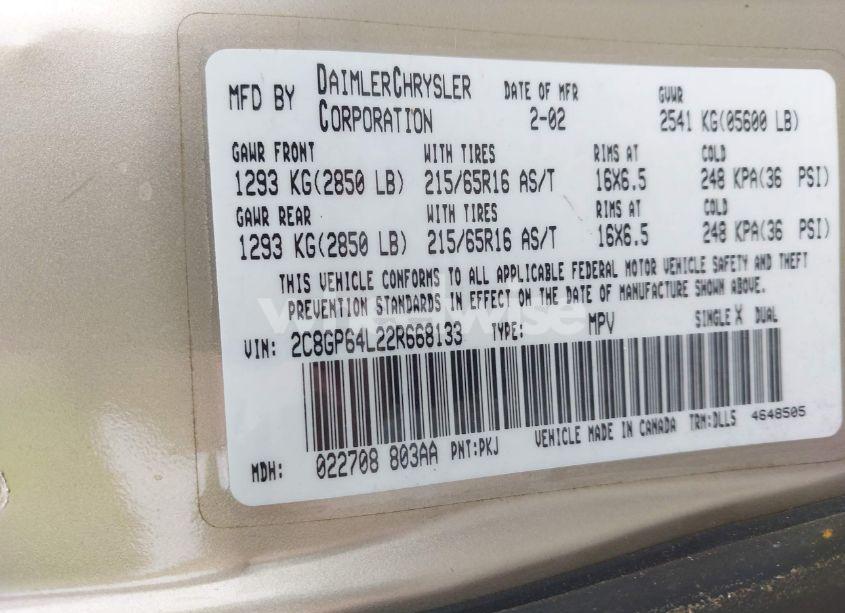 MFD BY DAIMLERCHRYSLER CORPORATION DATE OF MFR 2-02 GVWR 2541 KG(05600 LB)
GAWR FRONT WITH TIRES RIMS AT COLD
1293 KG(2850 LB) 215/65R16 AS/T 16X6.5 248 KPA(36 PSI)
GAWR REAR WITH TIRES RIMS AT COLD
1293 KG(2850 LB) 215/65R16 AS/T 16X6.5 248 KPA(36 PSI)
THIS VEHICLE CONFORMS TO ALL APPLICABLE FEDERAL MOTOR VEHICLE SAFETY AND THEFT
PREVENTION STANDARDS IN EFFECT ON THE DATE OF MANUFACTURE SHOWN ABOVE.
wheelwise
VIN: 2C8GP64L22R668133 TYPE: MPV SINGLE X DUAL
MDH: 022708 803AA PNT:PKJ VEHICLE MADE IN CANADA TRM:DLL5 4648505